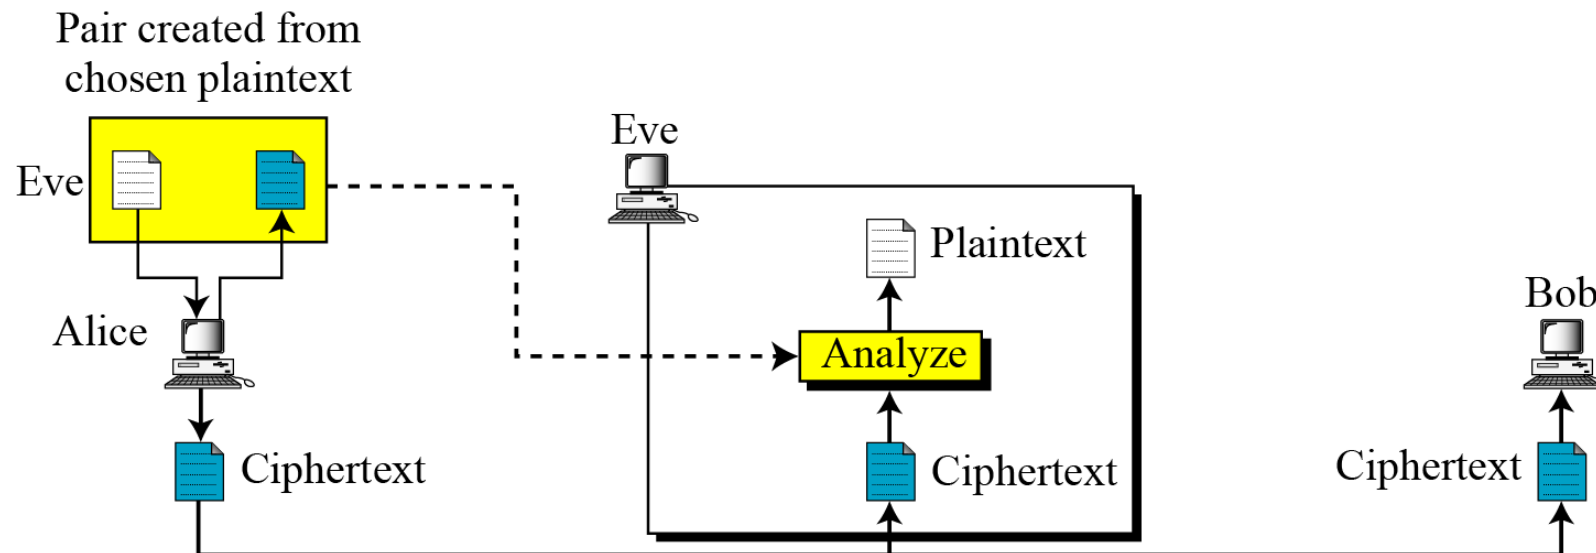 Pair created from
chosen plaintext
Eve
Eve
Plaintext
Bob
Alice
Analyze
Ciphertext
Ciphertext
Ciphertext